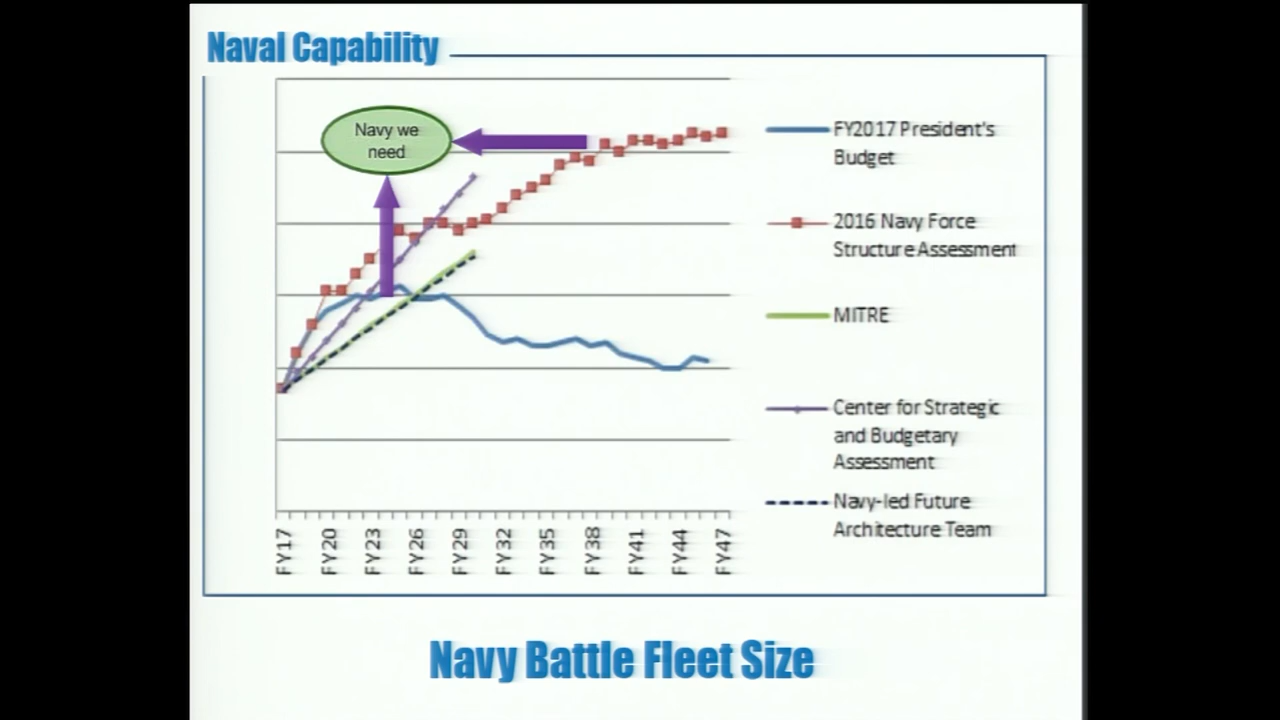 Naval Capability
Navy we
need
FY2017 President's
Budget
2016 Navy Force
Structure Assessment
MITRE
Center for Strategic
and Budgetary
Assessment
Navy-led Future
Architecture Team
FY17
FY20
FY23
FY26
FY29
FY32
FY35
FY38
FY41
FY44
FY47
Navy Battle Fleet Size